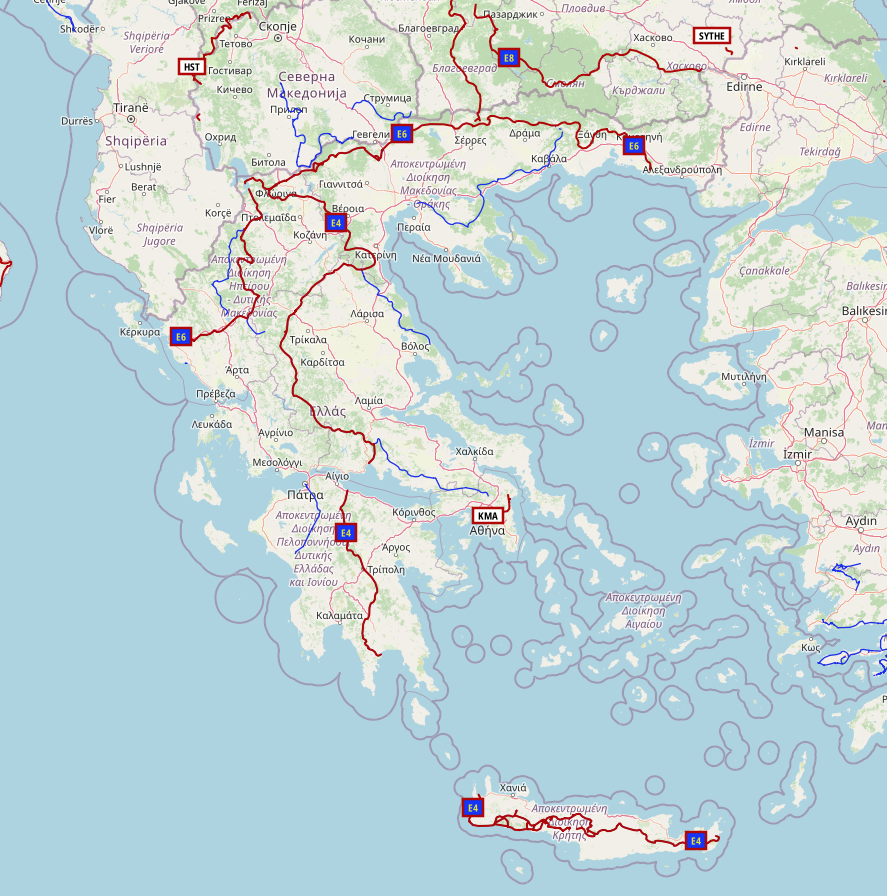 Shkodër
Prizren
Ferizaj
Скопје
Тетово
HST
Гостивар
Кичево
Shqipëria
Veriore
Северна
Македонија
Кочани
Струмица
Прилеп
Охрид
Битола
Гевгелија
Благоевград
Пазарджик
Пловдив
Благоевград
E8
Смолян
Хасково
SYTHE
Хасково
Кърджали
Kırklareli
Kırklareli
Edirne
Edirne
Tekirdağ
Tiranë
Durrës
Shqipëria
Lushnjë
Berat
Fier
Korçë
Vlorë
Shqipëria
Jugore
E6
Σέρρες
Δράμα
Ξάνθη
Κομοτηνή
E6
Καβάλα
Αλεξανδρούπολη
Αποκεντρωμένη
Διοίκηση
Μακεδονίας
- Θράκης
Φλώρινα
Γιαννιτσά
Βέροια
Πτολεμαΐδα
E4
Κοζάνη
Κατερίνη
Περαία
Νέα Μουδανιά
Αποκεντρωμένη
Διοίκηση
Ηπείρου
- Δυτικής
Μακεδονίας
Κέρκυρα
E6
Λάρισα
Τρίκαλα
Καρδίτσα
Βόλος
Άρτα
Πρέβεζα
Λευκάδα
Ελλάς
Λαμία
Αγρίνιο
Μεσολόγγι
Χαλκίδα
Πάτρα
Αίγιο
Αποκεντρωμένη
Διοίκηση
Πελοποννήσου,
Δυτικής
Ελλάδας
και Ιονίου
E4
Κόρινθος
KMA
Αθήνα
Άργος
Τρίπολη
Καλαμάτα
Çanakkale
Balıkesir
Μυτιλήνη
Manisa
İzmir
İzmir
Aydın
Aydın
Κως
Αποκεντρωμένη
Διοίκηση
Αιγαίου
Χανιά
E4
Αποκεντρωμένη
Διοίκηση
Κρήτης
E4